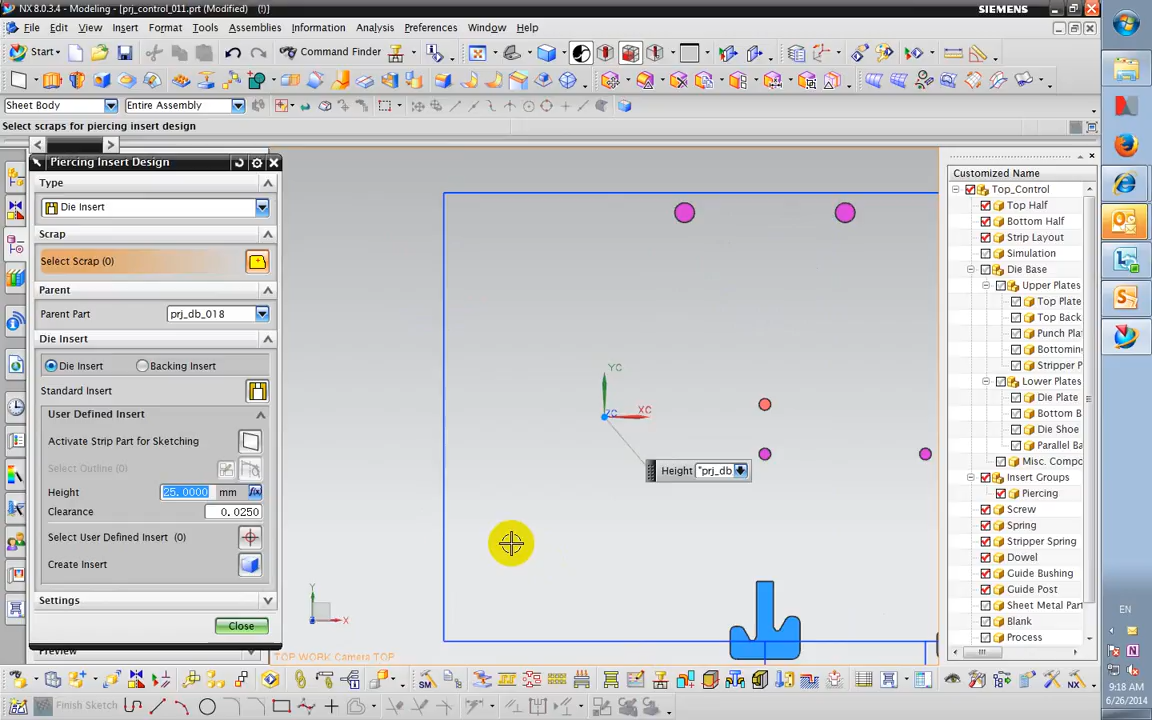 NX 8.0.3.4 - Modeling - [prj_control_011.prt (Modified) (!)]
SIEMENS
File Edit View Insert Format Tools Assemblies Information Analysis Preferences Window Help
Start Command Finder
Sheet Body Entire Assembly
Select scraps for piercing insert design
Piercing Insert Design
Type
Die Insert
Scrap
Select Scrap (0)
Parent
Parent Part prj_db_018
Die Insert
Die Insert Backing Insert
Standard Insert
User Defined Insert
Activate Strip Part for Sketching
Select Outline (0)
Height 25.0000 mm
Clearance 0.0250
Select User Defined Insert (0)
Create Insert
Settings
Close
Preview
YC
XC
ZC
Height "prj_db
Y
X
TOP WORK Camera TOP
Customized Name
Top_Control
Top Half
Bottom Half
Strip Layout
Simulation
Die Base
Upper Plates
Top Plate
Top Back
Punch Pla
Bottoming
Stripper P
Lower Plates
Die Plate
Bottom B
Die Shoe
Parallel Ba
Misc. Compo
Insert Groups
Piercing
Screw
Spring
Stripper Spring
Dowel
Guide Bushing
Guide Post
Sheet Metal Part
Blank
Process
Finish Sketch
EN
9:18 AM
6/26/2014